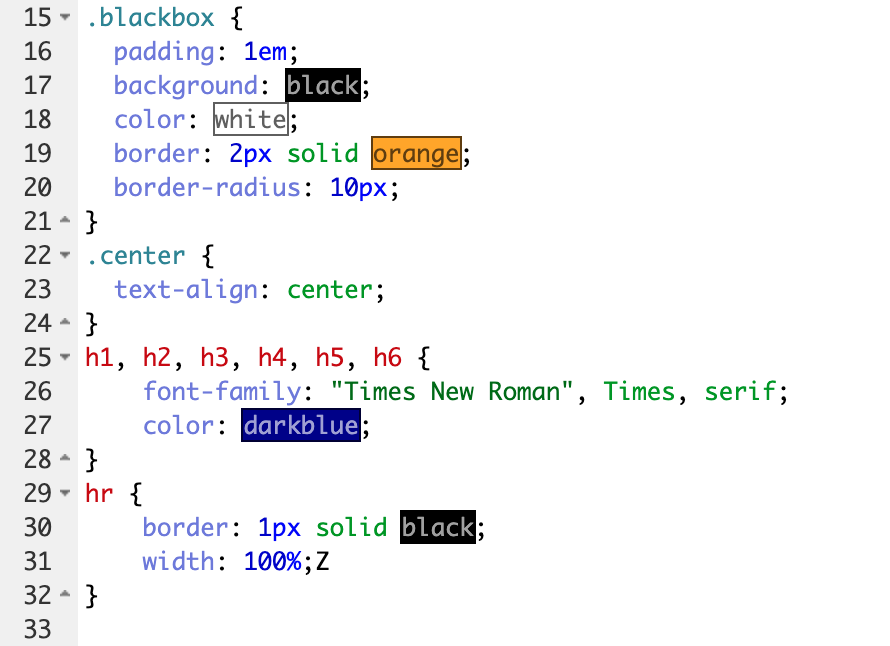 15 .blackbox {
16   padding: 1em;
17   background: black;
18   color: white;
19   border: 2px solid orange;
20   border-radius: 10px;
21 }
22 .center {
23   text-align: center;
24 }
25 h1, h2, h3, h4, h5, h6 {
26     font-family: "Times New Roman", Times, serif;
27     color: darkblue;
28 }
29 hr {
30     border: 1px solid black;
31     width: 100%;Z
32 }
33